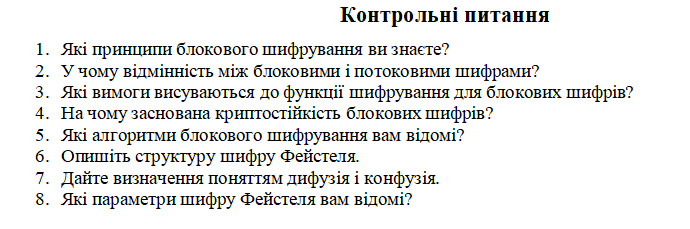 Контрольні питання
1. Які принципи блокового шифрування ви знаєте?
2. У чому відмінність між блоковими і потоковими шифрами?
3. Які вимоги висуваються до функції шифрування для блокових шифрів?
4. На чому заснована криптостійкість блокових шифрів?
5. Які алгоритми блокового шифрування вам відомі?
6. Опишіть структуру шифру Фейстеля.
7. Дайте визначення поняттям дифузія і конфузія.
8. Які параметри шифру Фейстеля вам відомі?